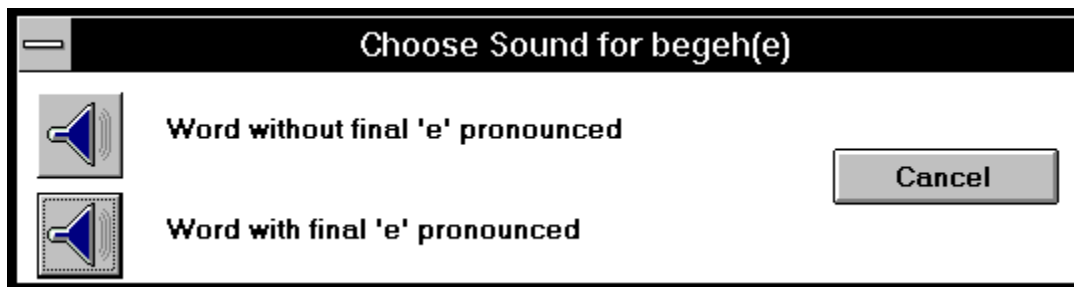 Choose Sound for begeh(e)
Word without final 'e' pronounced
Cancel
Word with final 'e' pronounced